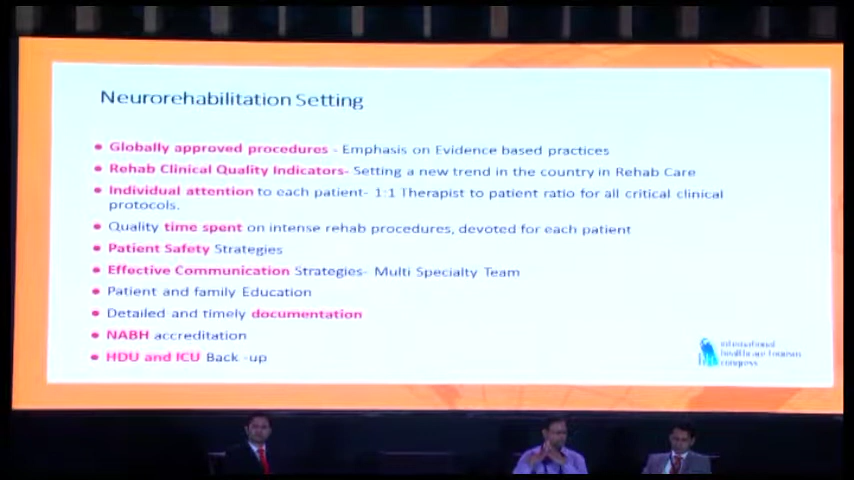 Neurorehabilitation Setting
Globally approved procedures - Emphasis on Evidence based practices
Rehab Clinical Quality Indicators- Setting a new trend in the country in Rehab Care
Individual attention to each patient- 1:1 Therapist to patient ratio for all critical clinical
protocols.
Quality time spent on intense rehab procedures, devoted for each patient
Patient Safety Strategies
Effective Communication Strategies- Multi Specialty Team
Patient and family Education
Detailed and timely documentation
NABH accreditation
HDU and ICU Back -up
international
healthcare tourism
congress